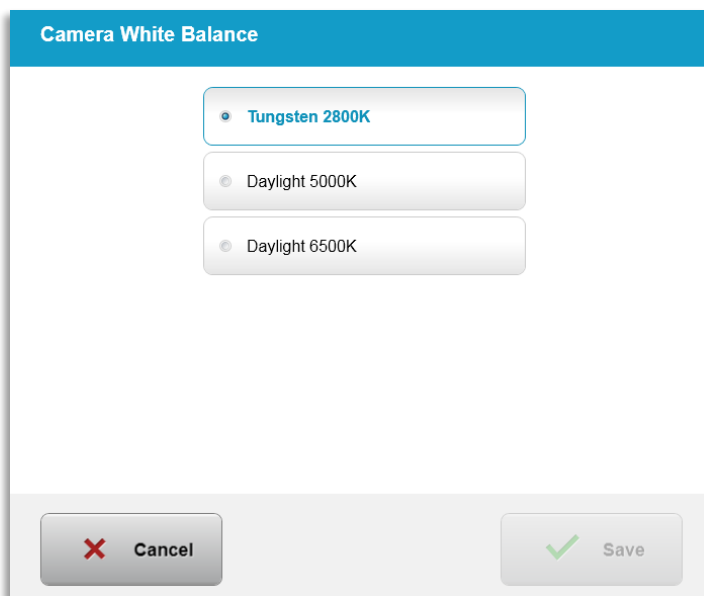 Camera White Balance
Tungsten 2800K
Daylight 5000K
Daylight 6500K
Cancel
Save